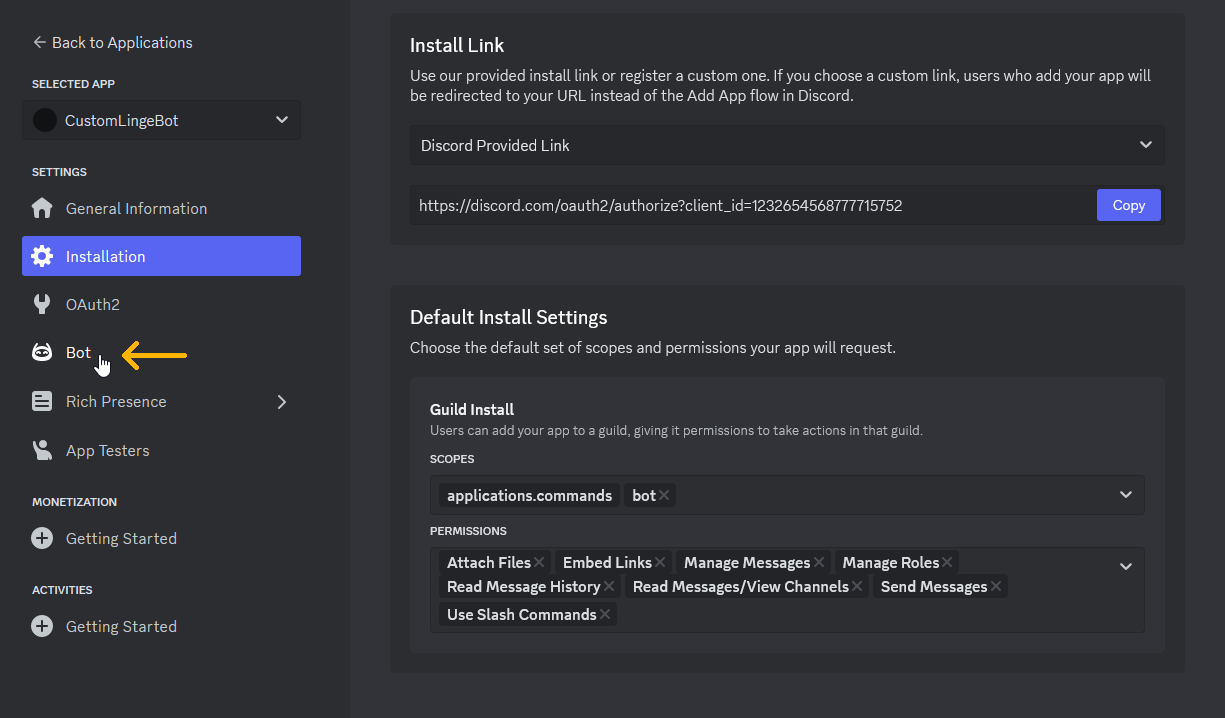 Back to Applications
SELECTED APP
CustomLingeBot
SETTINGS
General Information
Installation
OAuth2
Bot
Rich Presence
App Testers
MONETIZATION
Getting Started
ACTIVITIES
Getting Started
Install Link
Use our provided install link or register a custom one. If you choose a custom link, users who add your app will
be redirected to your URL instead of the Add App flow in Discord.
Discord Provided Link
https://discord.com/oauth2/authorize?client_id=1232654568777715752
Copy
Default Install Settings
Choose the default set of scopes and permissions your app will request.
Guild Install
Users can add your app to a guild, giving it permissions to take actions in that guild.
SCOPES
applications.commands bot
PERMISSIONS
Attach Files Embed Links Manage Messages Manage Roles
Read Message History Read Messages/View Channels Send Messages
Use Slash Commands